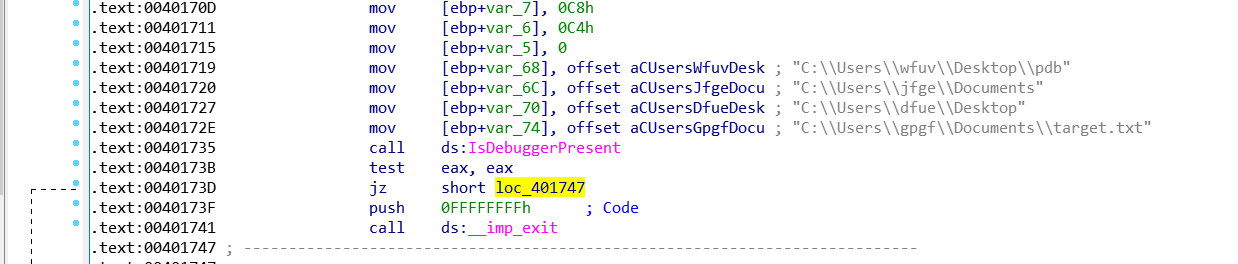 .text:0040170D mov [ebp+var_7], 0C8h
.text:00401711 mov [ebp+var_6], 0C4h
.text:00401715 mov [ebp+var_5], 0
.text:00401719 mov [ebp+var_68], offset aCUsersWfuvDesk ; "C:\\Users\\wfuv\\Desktop\\pdb"
.text:00401720 mov [ebp+var_6C], offset aCUsersJfgeDocu ; "C:\\Users\\jfge\\Documents"
.text:00401727 mov [ebp+var_70], offset aCUsersDfueDesk ; "C:\\Users\\dfue\\Desktop"
.text:0040172E mov [ebp+var_74], offset aCUsersGpgfDocu ; "C:\\Users\\gpgf\\Documents\\target.txt"
.text:00401735 call ds:IsDebuggerPresent
.text:0040173B test eax, eax
.text:0040173D jz short loc_401747
.text:0040173F push 0FFFFFFFFh ; Code
.text:00401741 call ds:__imp_exit
.text:00401747 ; ---------------------------------------------------------------------------